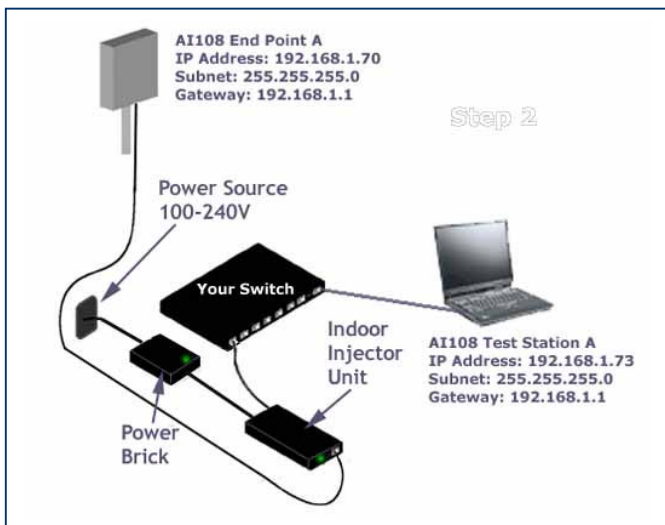 AI108 End Point A
IP Address: 192.168.1.70
Subnet: 255.255.255.0
Gateway: 192.168.1.1
Step 2
Power Source
100-240V
Your Switch
Indoor
Injector
Unit
AI108 Test Station A
IP Address: 192.168.1.73
Subnet: 255.255.255.0
Gateway: 192.168.1.1
Power
Brick